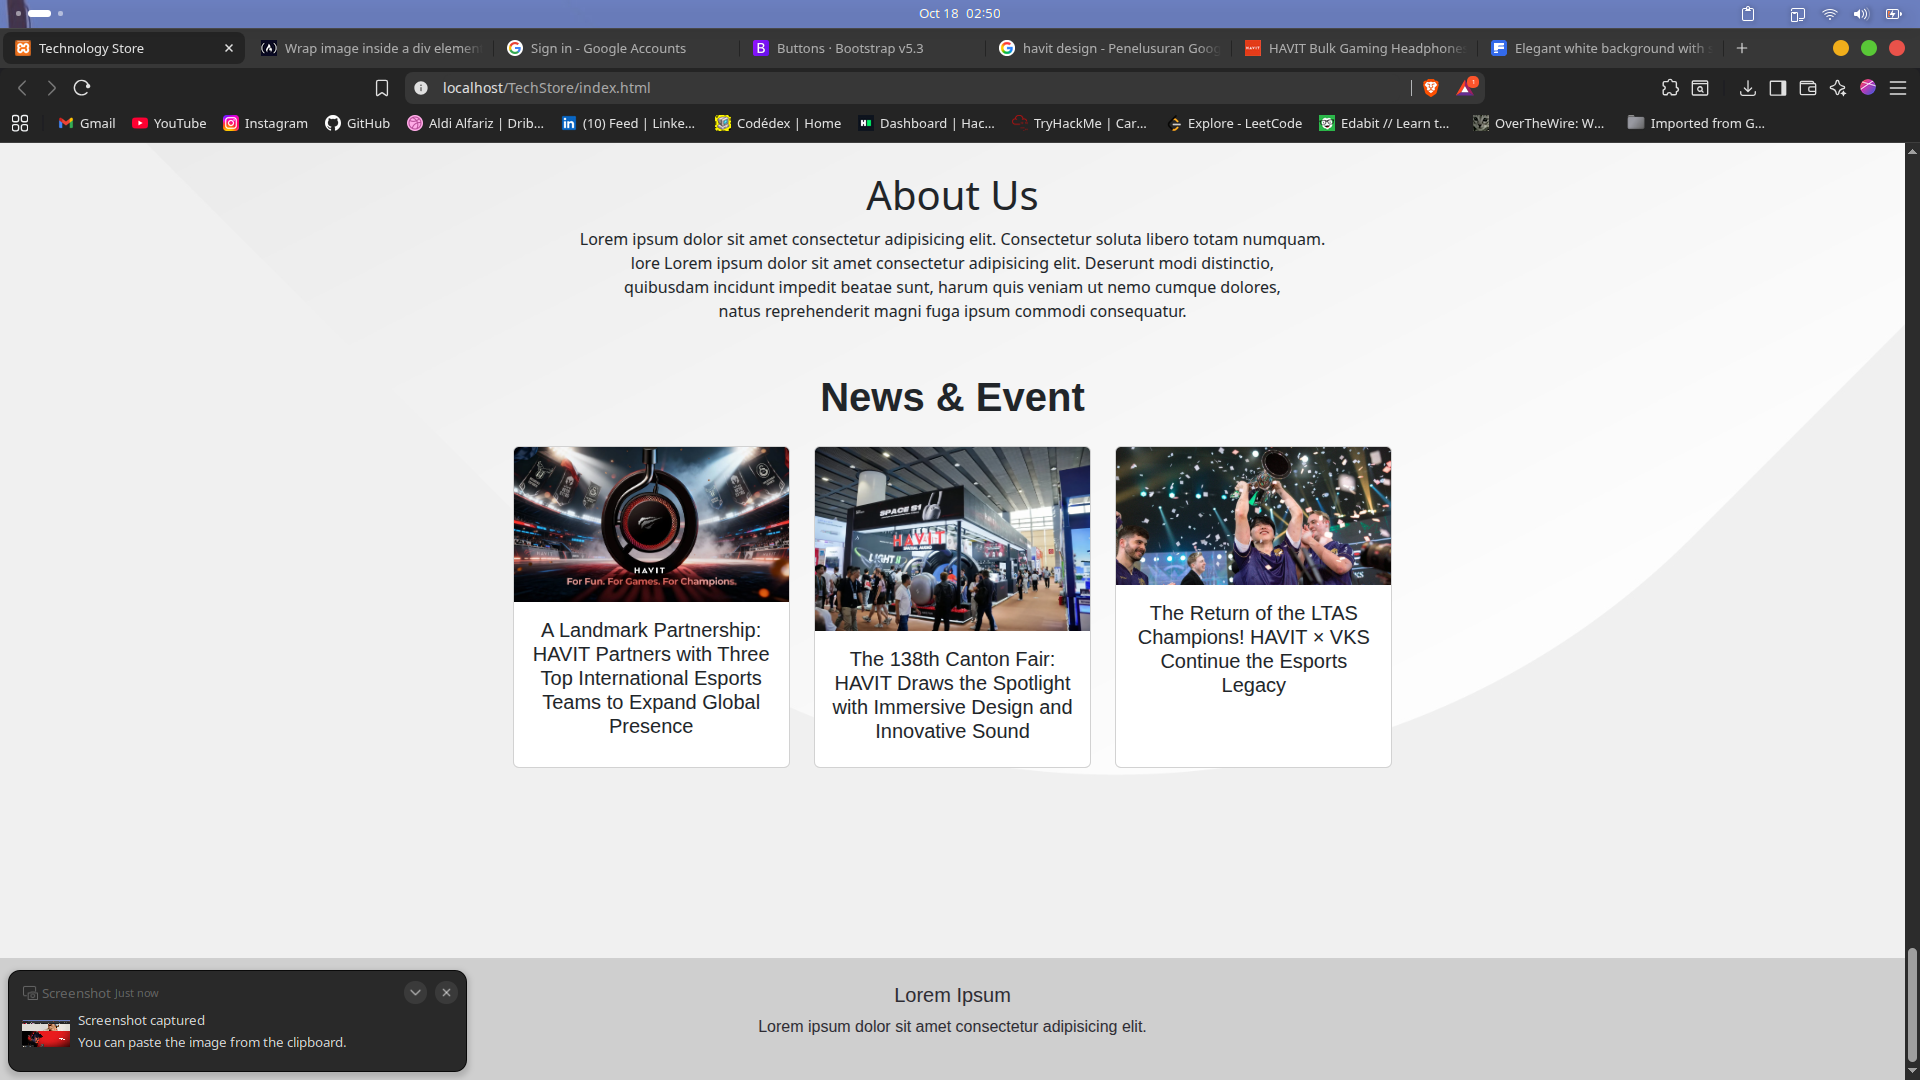 Oct 18 02:50
Technology Store
Wrap image inside a div elemen
Sign in - Google Accounts
Buttons · Bootstrap v5.3
havit design - Penelusuran Goog
HAVIT Bulk Gaming Headphone
Elegant white background with s
localhost/TechStore/index.html
1
Gmail
YouTube
Instagram
GitHub
Aldi Alfariz | Drib...
(10) Feed | Linke...
Codédex | Home
Dashboard | Hac...
TryHackMe | Car...
Explore - LeetCode
Edabit // Learn t...
OverTheWire: W...
Imported from G...
About Us
Lorem ipsum dolor sit amet consectetur adipisicing elit. Consectetur soluta libero totam numquam.
lore Lorem ipsum dolor sit amet consectetur adipisicing elit. Deserunt modi distinctio,
quibusdam incidunt impedit beatae sunt, harum quis veniam ut nemo cumque dolores,
natus reprehenderit magni fuga ipsum commodi consequatur.
News & Event
HAVIT
For Fun. For Games. For Champions.
A Landmark Partnership:
HAVIT Partners with Three
Top International Esports
Teams to Expand Global
Presence
SPACE S1
HAVIT
LIGHT
The 138th Canton Fair:
HAVIT Draws the Spotlight
with Immersive Design and
Innovative Sound
The Return of the LTAS
Champions! HAVIT × VKS
Continue the Esports
Legacy
Lorem Ipsum
Lorem ipsum dolor sit amet consectetur adipisicing elit.
Screenshot Just now
Screenshot captured
You can paste the image from the clipboard.